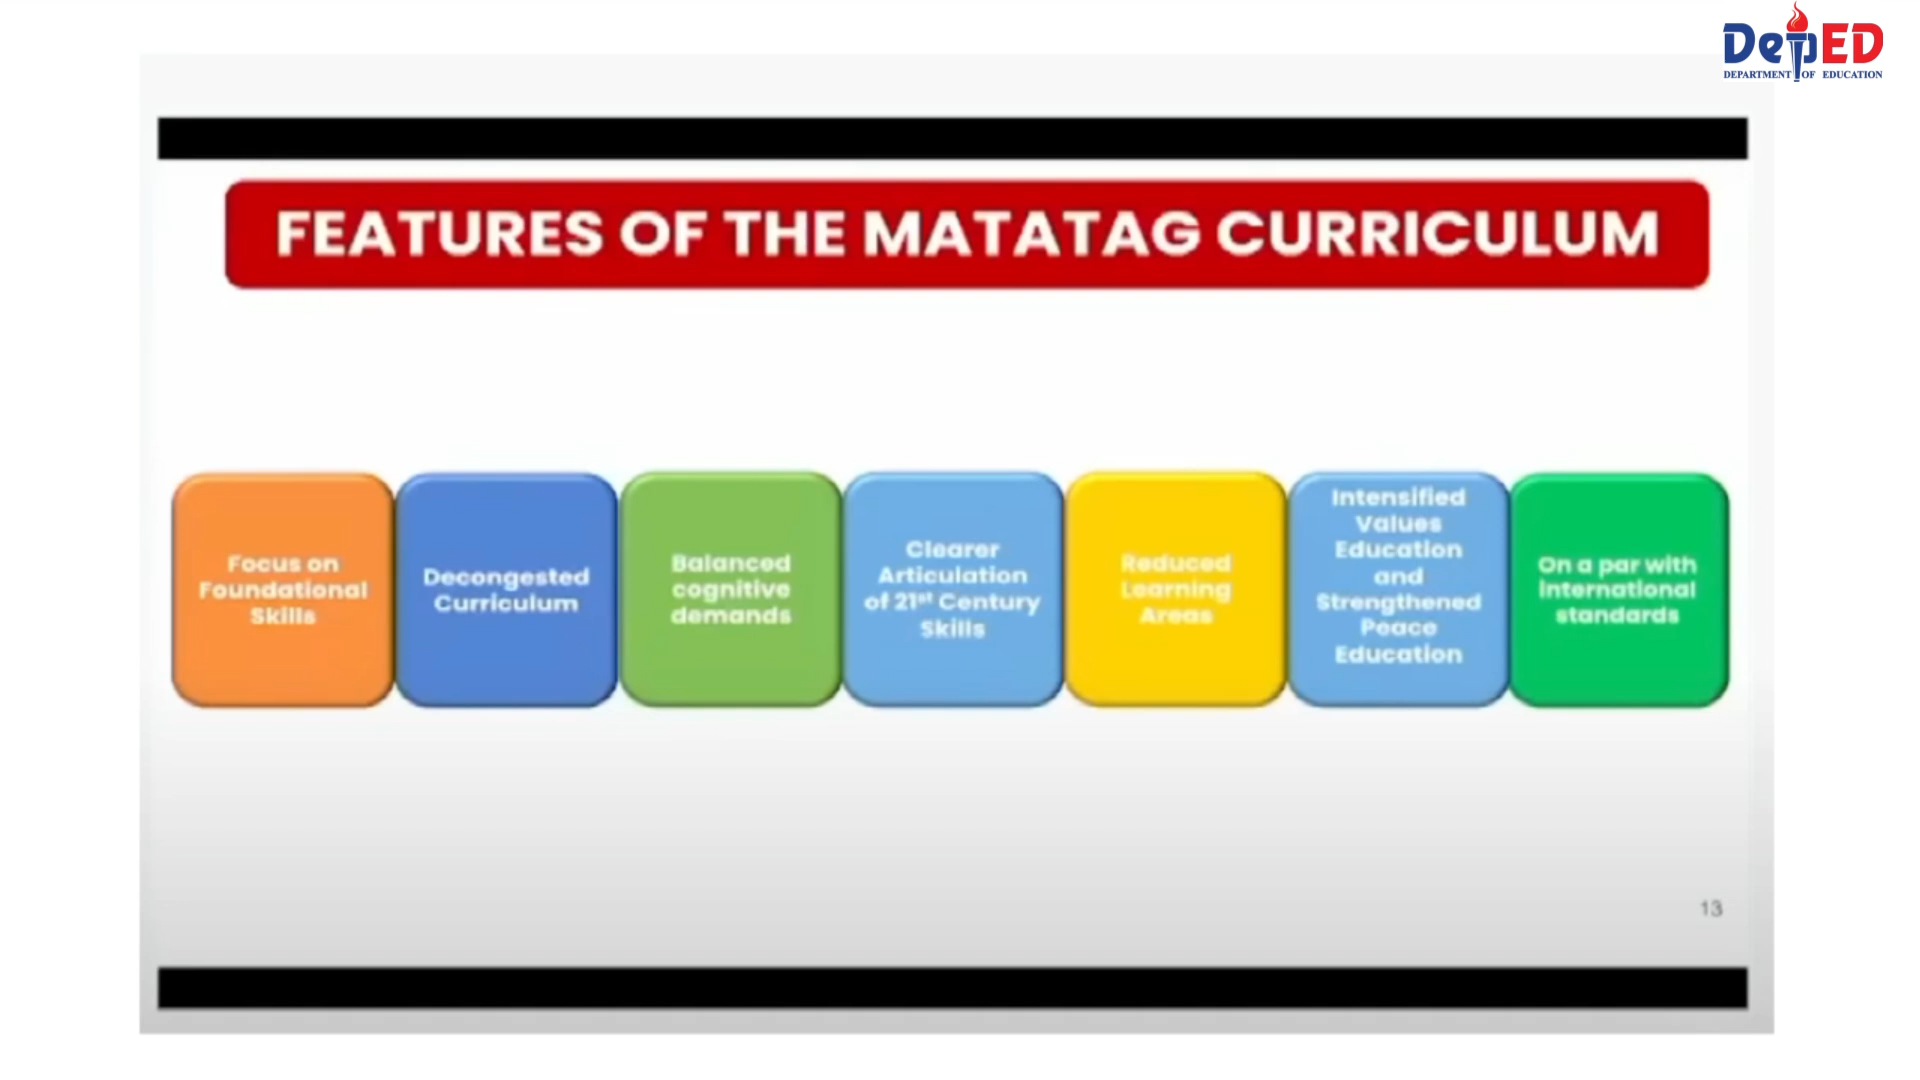 DepED
DEPARTMENT OF EDUCATION
FEATURES OF THE MATATAG CURRICULUM
Focus on
Foundational
Skills
Decongested
Curriculum
Balanced
cognitive
demands
Clearer
Articulation
of 21st Century
Skills
Reduced
Learning
Areas
Intensified
Values
Education
and
Strengthened
Peace
Education
On a par with
international
standards
13